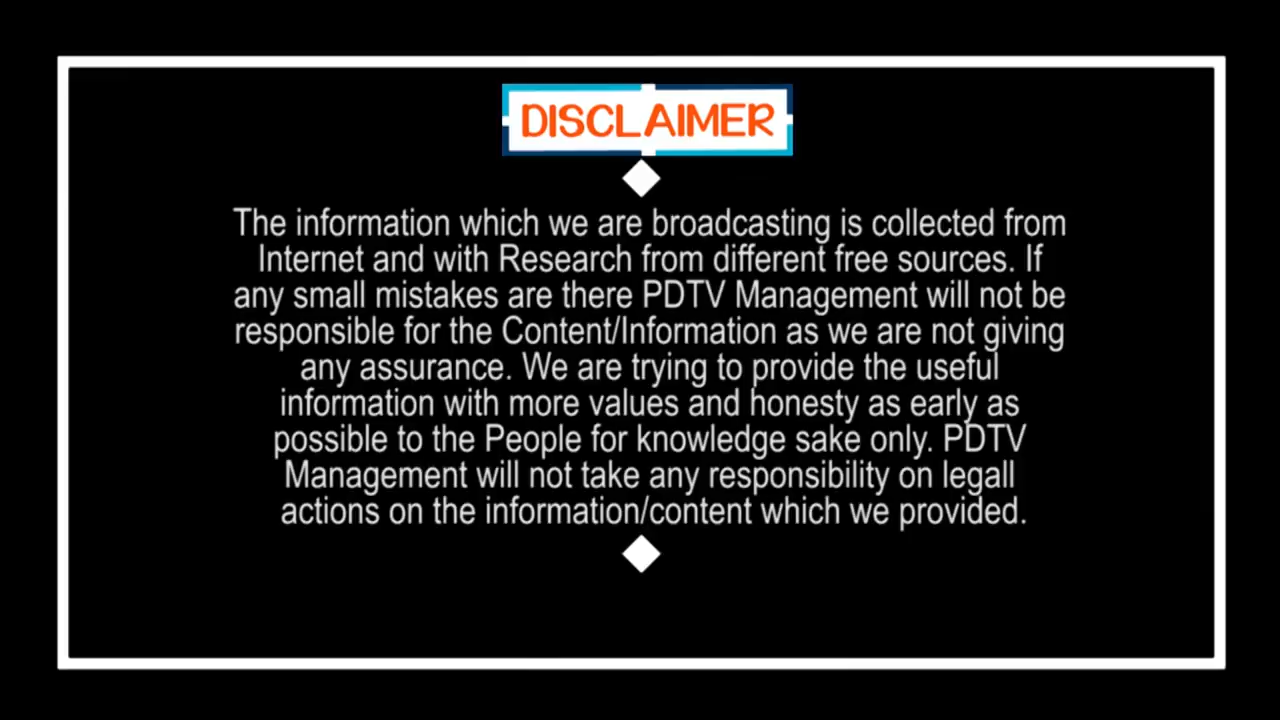 DISCLAIMER
The information which we are broadcasting is collected from
Internet and with Research from different free sources. If
any small mistakes are there PDTV Management will not be
responsible for the Content/Information as we are not giving
any assurance. We are trying to provide the useful
information with more values and honesty as early as
possible to the People for knowledge sake only. PDTV
Management will not take any responsibility on legall
actions on the information/content which we provided.